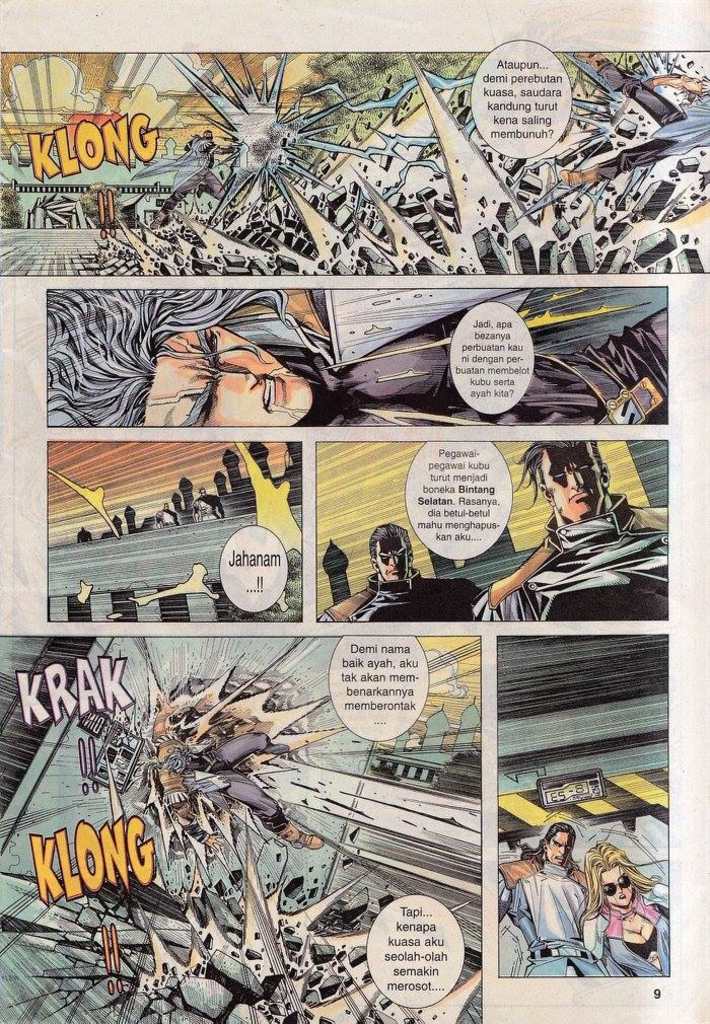 Ataupun...
demi perebutan
kuasa, saudara
kandung turut
kena saling
membunuh?
KLONG
!!
Jadi, apa
bezanya
perbuatan kau
ni dengan per-
buatan membelot
kubu serta
ayah kita?
Jahanam
....!!
Pegawai-
pegawai kubu
turut menjadi
boneka Bintang
Selatan. Rasanya,
dia betul-betul
mahu menghapus-
kan aku....
Demi nama
baik ayah, aku
tak akan mem-
benarkannya
memberontak
....
KRAK
!!
KLONG
!!
Tapi...
kenapa
kuasa aku
seolah-olah
semakin
merosot....
9